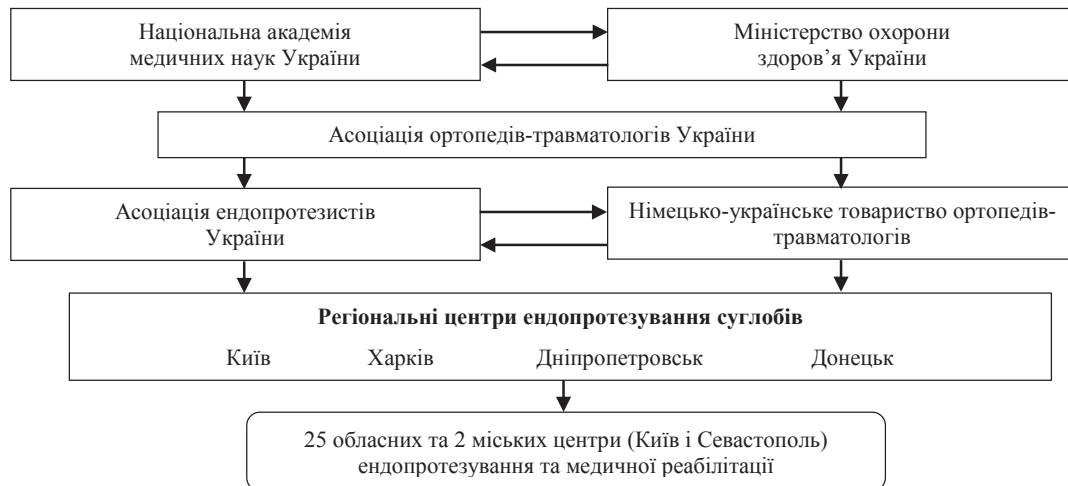 Національна академія
медичних наук України
Міністерство охорони
здоров’я України
Асоціація ортопедів-травматологів України
Асоціація ендопротезистів
України
Німецько-українське товариство ортопедів-
травматологів
Регіональні центри ендопротезування суглобів
Київ Харків Дніпропетровськ Донецьк
25 обласних та 2 міських центри (Київ і Севастополь)
ендопротезування та медичної реабілітації